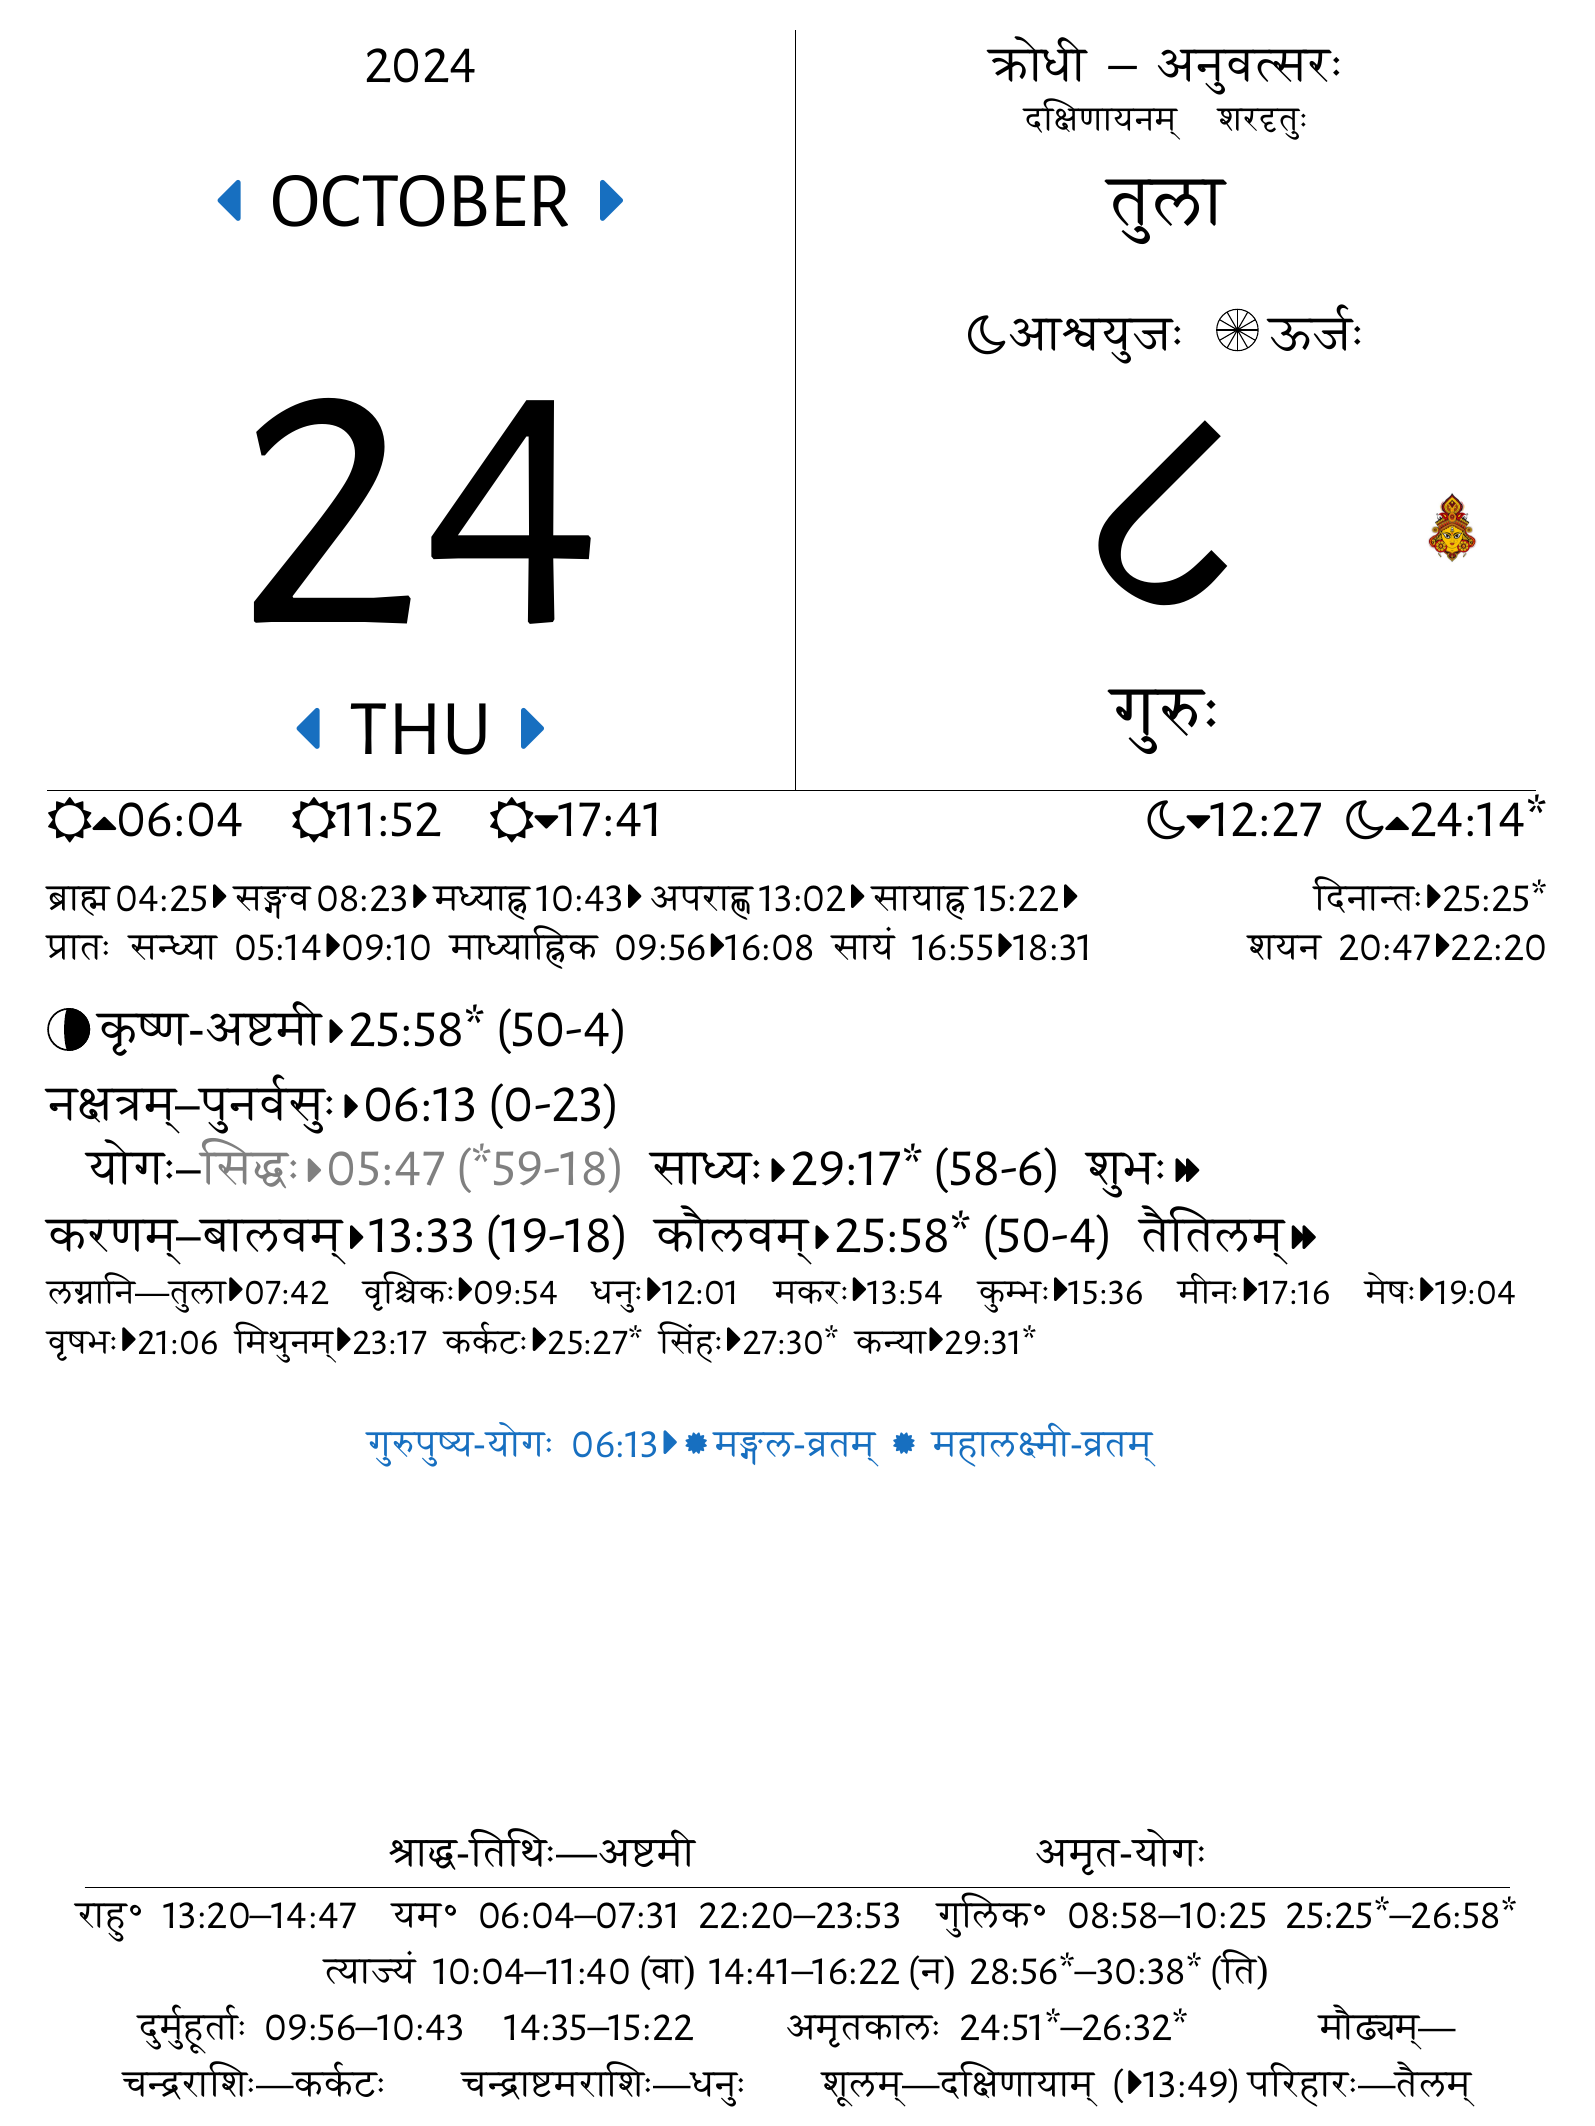 2024
OCTOBER
24
THU
क्रोधी – अनुवत्सरः
दक्षिणायनम् शरदृतुः
तुला
आश्वयुजः ऊर्जः
८
गुरुः
06:04 11:52 17:41 12:27 24:14*
ब्राह्म 04:25 सङ्गव 08:23 मध्याह्न 10:43 अपराह्ण 13:02 सायाह्न 15:22 दिनान्तः 25:25*
प्रातः सन्ध्या 05:14 09:10 माध्याह्निक 09:56 16:08 सायं 16:55 18:31 शयन 20:47 22:20
कृष्ण-अष्टमी 25:58* (50-4)
नक्षत्रम्–पुनर्वसुः 06:13 (0-23)
योगः–सिद्धः 05:47 (*59-18) साध्यः 29:17* (58-6) शुभः
करणम्–बालवम् 13:33 (19-18) कौलवम् 25:58* (50-4) तैतिलम्
लग्नानि—तुला 07:42 वृश्चिकः 09:54 धनुः 12:01 मकरः 13:54 कुम्भः 15:36 मीनः 17:16 मेषः 19:04
वृषभः 21:06 मिथुनम् 23:17 कर्कटः 25:27* सिंहः 27:30* कन्या 29:31*
गुरुपुष्य-योगः 06:13 मङ्गल-व्रतम् महालक्ष्मी-व्रतम्
श्राद्ध-तिथिः—अष्टमी अमृत-योगः
राहु॰ 13:20–14:47 यम॰ 06:04–07:31 22:20–23:53 गुलिक॰ 08:58–10:25 25:25*–26:58*
त्याज्यं 10:04–11:40 (वा) 14:41–16:22 (न) 28:56*–30:38* (ति)
दुर्मुहूर्ताः 09:56–10:43 14:35–15:22 अमृतकालः 24:51*–26:32* मौढ्यम्—
चन्द्रराशिः—कर्कटः चन्द्राष्टमराशिः—धनुः शूलम्—दक्षिणायाम् (13:49) परिहारः—तैलम्